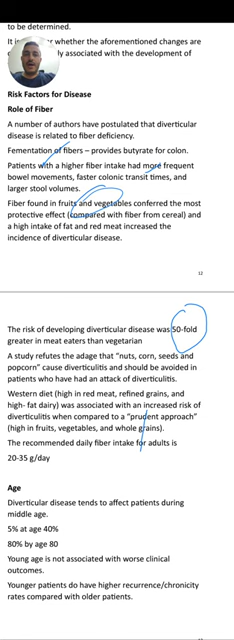 to be determined.
It is whether the aforementioned changes are
ly associated with the development of
Risk Factors for Disease
Role of Fiber
A number of authors have postulated that diverticular
disease is related to fiber deficiency.
Fementation of fibers – provides butyrate for colon.
Patients with a higher fiber intake had more frequent
bowel movements, faster colonic transit times, and
larger stool volumes.
Fiber found in fruits and vegetables conferred the most
protective effect (compared with fiber from cereal) and
a high intake of fat and red meat increased the
incidence of diverticular disease.
12
The risk of developing diverticular disease was 50-fold
greater in meat eaters than vegetarian
A study refutes the adage that “nuts, corn, seeds and
popcorn” cause diverticulitis and should be avoided in
patients who have had an attack of diverticulitis.
Western diet (high in red meat, refined grains, and
high- fat dairy) was associated with an increased risk of
diverticulitis when compared to a “prudent approach”
(high in fruits, vegetables, and whole grains).
The recommended daily fiber intake for adults is
20-35 g/day
Age
Diverticular disease tends to affect patients during
middle age.
5% at age 40%
80% by age 80
Young age is not associated with worse clinical
outcomes.
Younger patients do have higher recurrence/chronicity
rates compared with older patients.